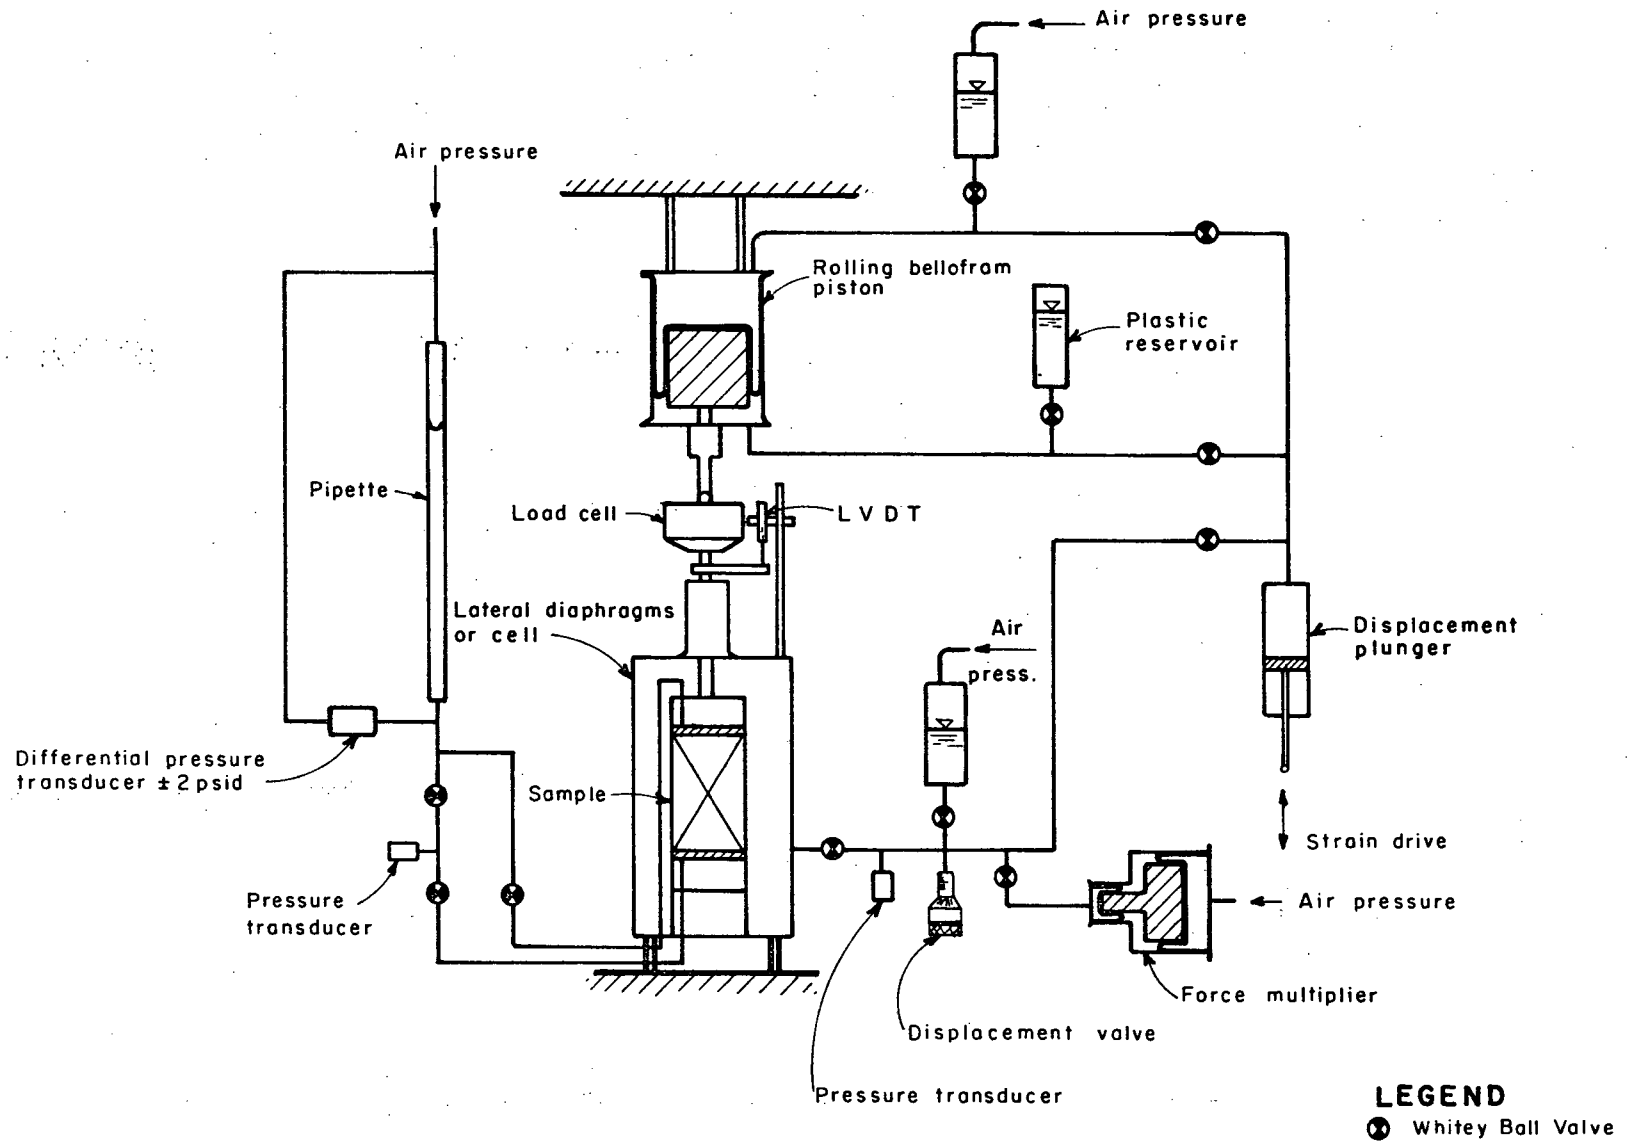 Air pressure
Air pressure
Rolling bellofram
piston
Plastic
reservoir
Pipette
Load cell
LVDT
Lateral diaphragms
or cell
Air
press.
Displacement
plunger
Differential pressure
transducer ±2psid
Sample
Strain drive
Pressure
transducer
Air pressure
Force multiplier
Displacement valve
Pressure transducer
LEGEND
Whitey Ball Valve